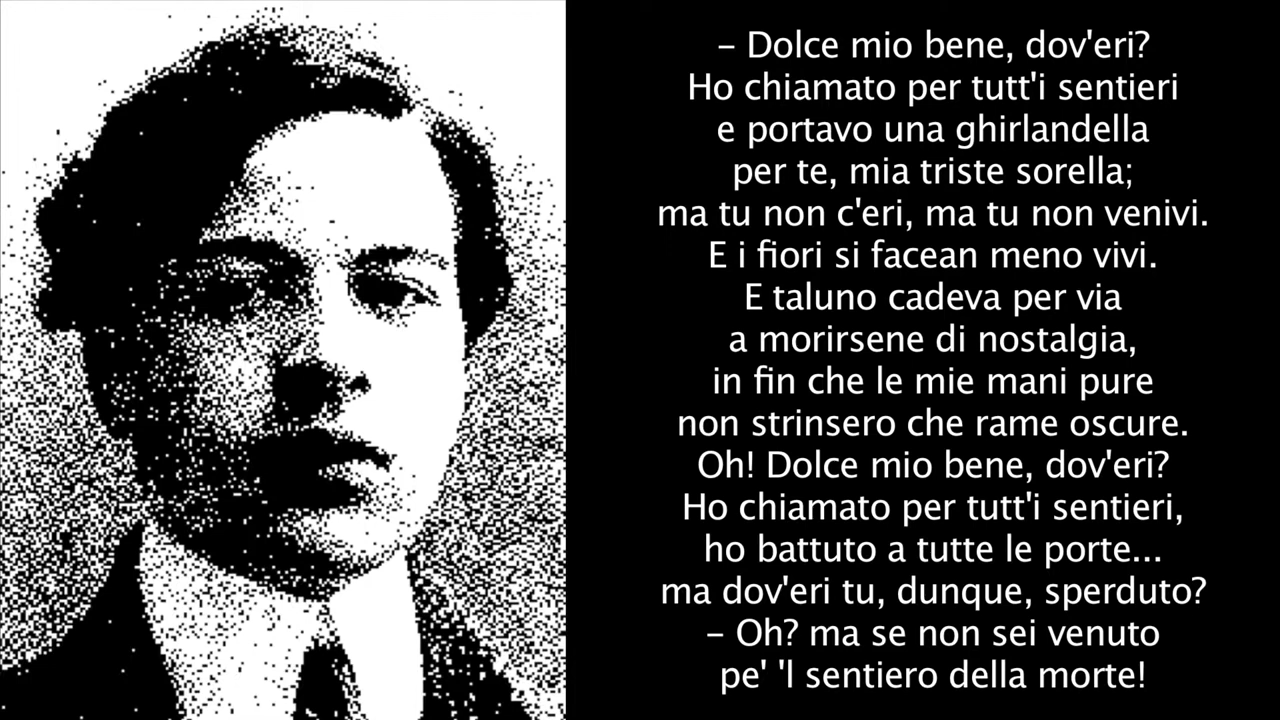 – Dolce mio bene, dov'eri?
Ho chiamato per tutt'i sentieri
e portavo una ghirlandella
per te, mia triste sorella;
ma tu non c'eri, ma tu non venivi.
E i fiori si facean meno vivi.
E taluno cadeva per via
a morirsene di nostalgia,
in fin che le mie mani pure
non strinsero che rame oscure.
Oh! Dolce mio bene, dov'eri?
Ho chiamato per tutt'i sentieri,
ho battuto a tutte le porte...
ma dov'eri tu, dunque, sperduto?
– Oh? ma se non sei venuto
pe' 'l sentiero della morte!